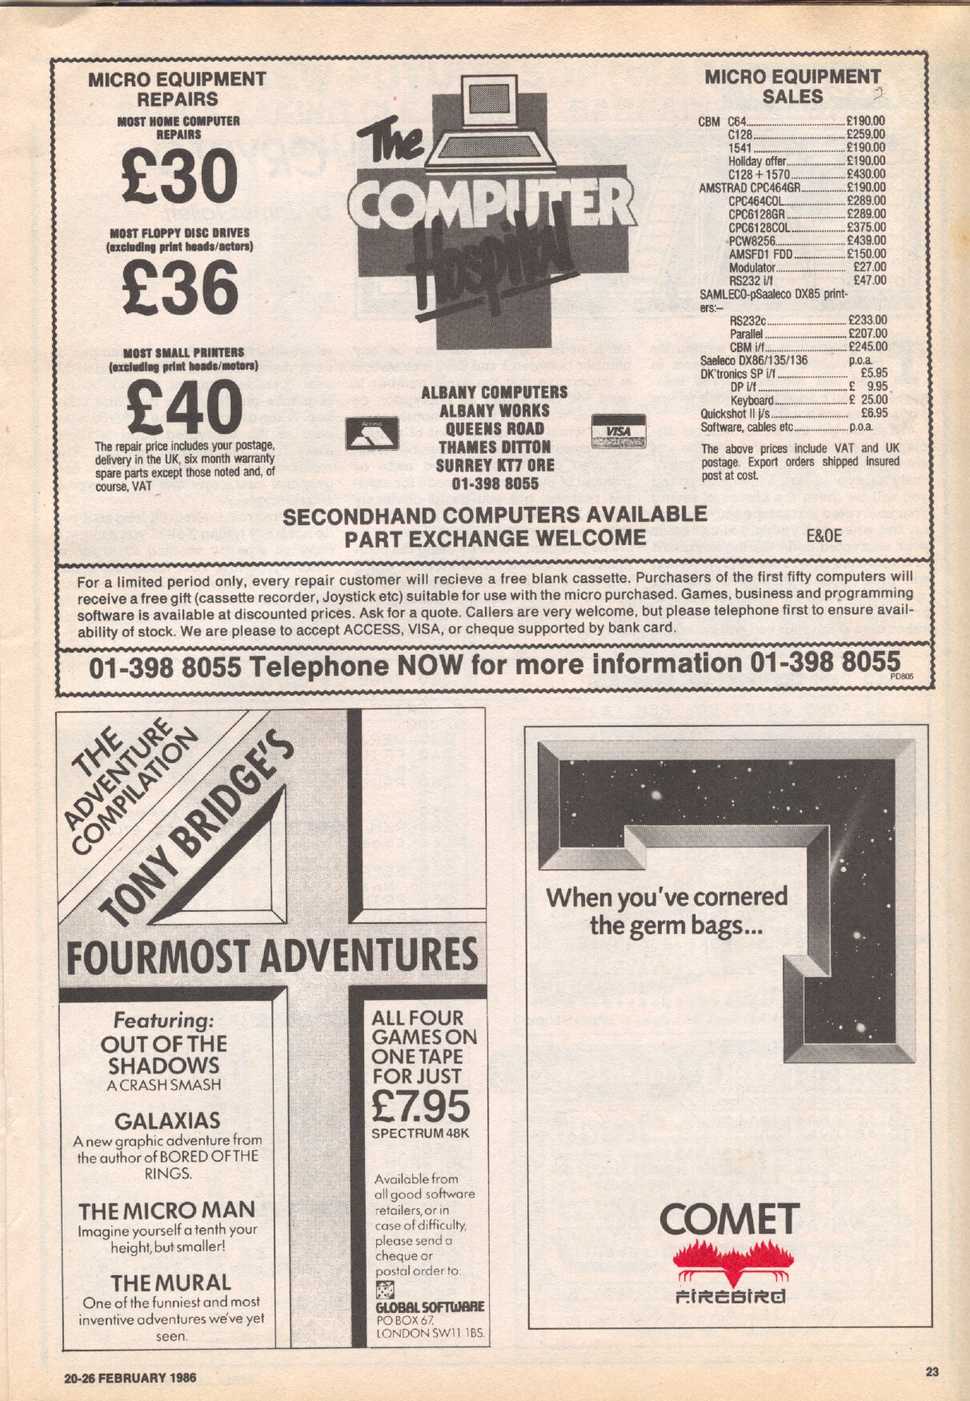 MICRO EQUIPMENT
REPAIRS
MOST HOME COMPUTER
REPAIRS
£30
MOST FLOPPY DISC DRIVES
(excluding print heads/actors)
£36
MOST SMALL PRINTERS
(excluding print heads/motors)
£40
The repair price includes your postage,
delivery in the UK, six month warranty
spare parts except those noted and, of
course, VAT
The
COMPUTER
Hospital
Access
VISA
ALBANY COMPUTERS
ALBANY WORKS
QUEENS ROAD
THAMES DITTON
SURREY KT7 ORE
01-398 8055
MICRO EQUIPMENT
SALES
CBM C64 £190.00
C128 £259.00
1541 £190.00
Holiday offer £190.00
C128 + 1570 £430.00
AMSTRAD CPC464GR £190.00
CPC464COL £289.00
CPC6128GR £289.00
CPC6128COL £375.00
PCW8256 £439.00
AMSFD1 FDD £150.00
Modulator £27.00
RS232 i/f £47.00
SAMLECO-pSaaleco DX85 print-
ers:–
RS232c £233.00
Parallel £207.00
CBM i/f £245.00
Saeleco DX86/135/136 p.o.a.
DK'tronics SP i/f £5.95
DP i/f £ 9.95
Keyboard £ 25.00
Quickshot II j/s £6.95
Software, cables etc p.o.a.
The above prices include VAT and UK
postage. Export orders shipped insured
post at cost.
SECONDHAND COMPUTERS AVAILABLE
PART EXCHANGE WELCOME
E&OE
For a limited period only, every repair customer will recieve a free blank cassette. Purchasers of the first fifty computers will
receive a free gift (cassette recorder, Joystick etc) suitable for use with the micro purchased. Games, business and programming
software is available at discounted prices. Ask for a quote. Callers are very welcome, but please telephone first to ensure avail-
ability of stock. We are please to accept ACCESS, VISA, or cheque supported by bank card.
01-398 8055 Telephone NOW for more information 01-398 8055
PD805
THE
ADVENTURE
COMPILATION
TONY BRIDGE'S
FOURMOST ADVENTURES
Featuring:
OUT OF THE
SHADOWS
A CRASH SMASH
GALAXIAS
A new graphic adventure from
the author of BORED OF THE
RINGS.
THE MICRO MAN
Imagine yourself a tenth your
height, but smaller!
THE MURAL
One of the funniest and most
inventive adventures we've yet
seen.
ALL FOUR
GAMES ON
ONE TAPE
FOR JUST
£7.95
SPECTRUM 48K
Available from
all good software
retailers, or in
case of difficulty,
please send a
cheque or
postal order to:
GLOBAL SOFTWARE
PO BOX 67,
LONDON SW11 1BS.
When you've cornered
the germ bags...
COMET
FIREBIRD
20-26 FEBRUARY 1986
23